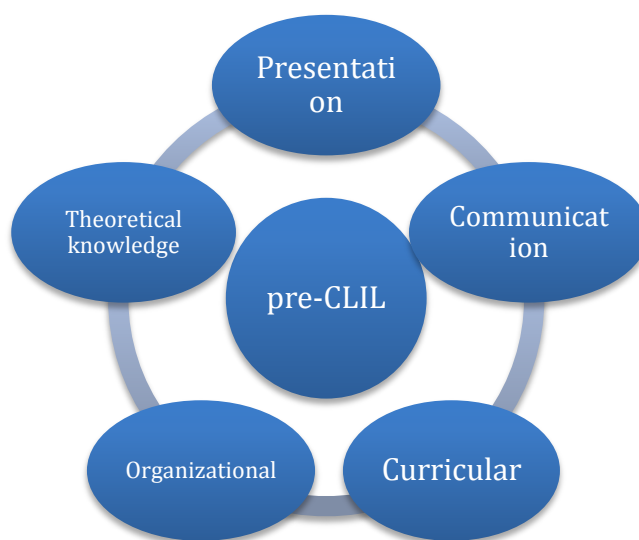 Presentati
on
Theoretical
knowledge
Communicat
ion
pre-CLIL
Organizational
Curricular